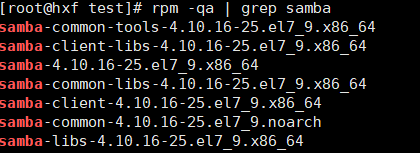 [root@hxf test]# rpm -qa | grep samba
samba-common-tools-4.10.16-25.el7_9.x86_64
samba-client-libs-4.10.16-25.el7_9.x86_64
samba-4.10.16-25.el7_9.x86_64
samba-common-libs-4.10.16-25.el7_9.x86_64
samba-client-4.10.16-25.el7_9.x86_64
samba-common-4.10.16-25.el7_9.noarch
samba-libs-4.10.16-25.el7_9.x86_64